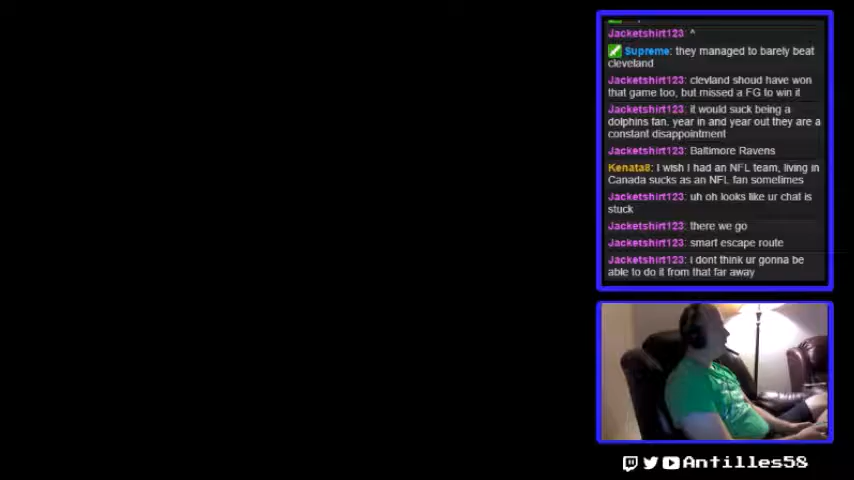 Jacketshirt123: ^
Supreme: they managed to barely beat
cleveland
Jacketshirt123: clevland shoud have won
that game too, but missed a FG to win it
Jacketshirt123: it would suck being a
dolphins fan. year in and year out they are a
constant disappointment
Jacketshirt123: Baltimore Ravens
Kenata8: I wish I had an NFL team, living in
Canada sucks as an NFL fan sometimes
Jacketshirt123: uh oh looks like ur chat is
stuck
Jacketshirt123: there we go
Jacketshirt123: smart escape route
Jacketshirt123: i dont think ur gonna be
able to do it from that far away
Antilles58